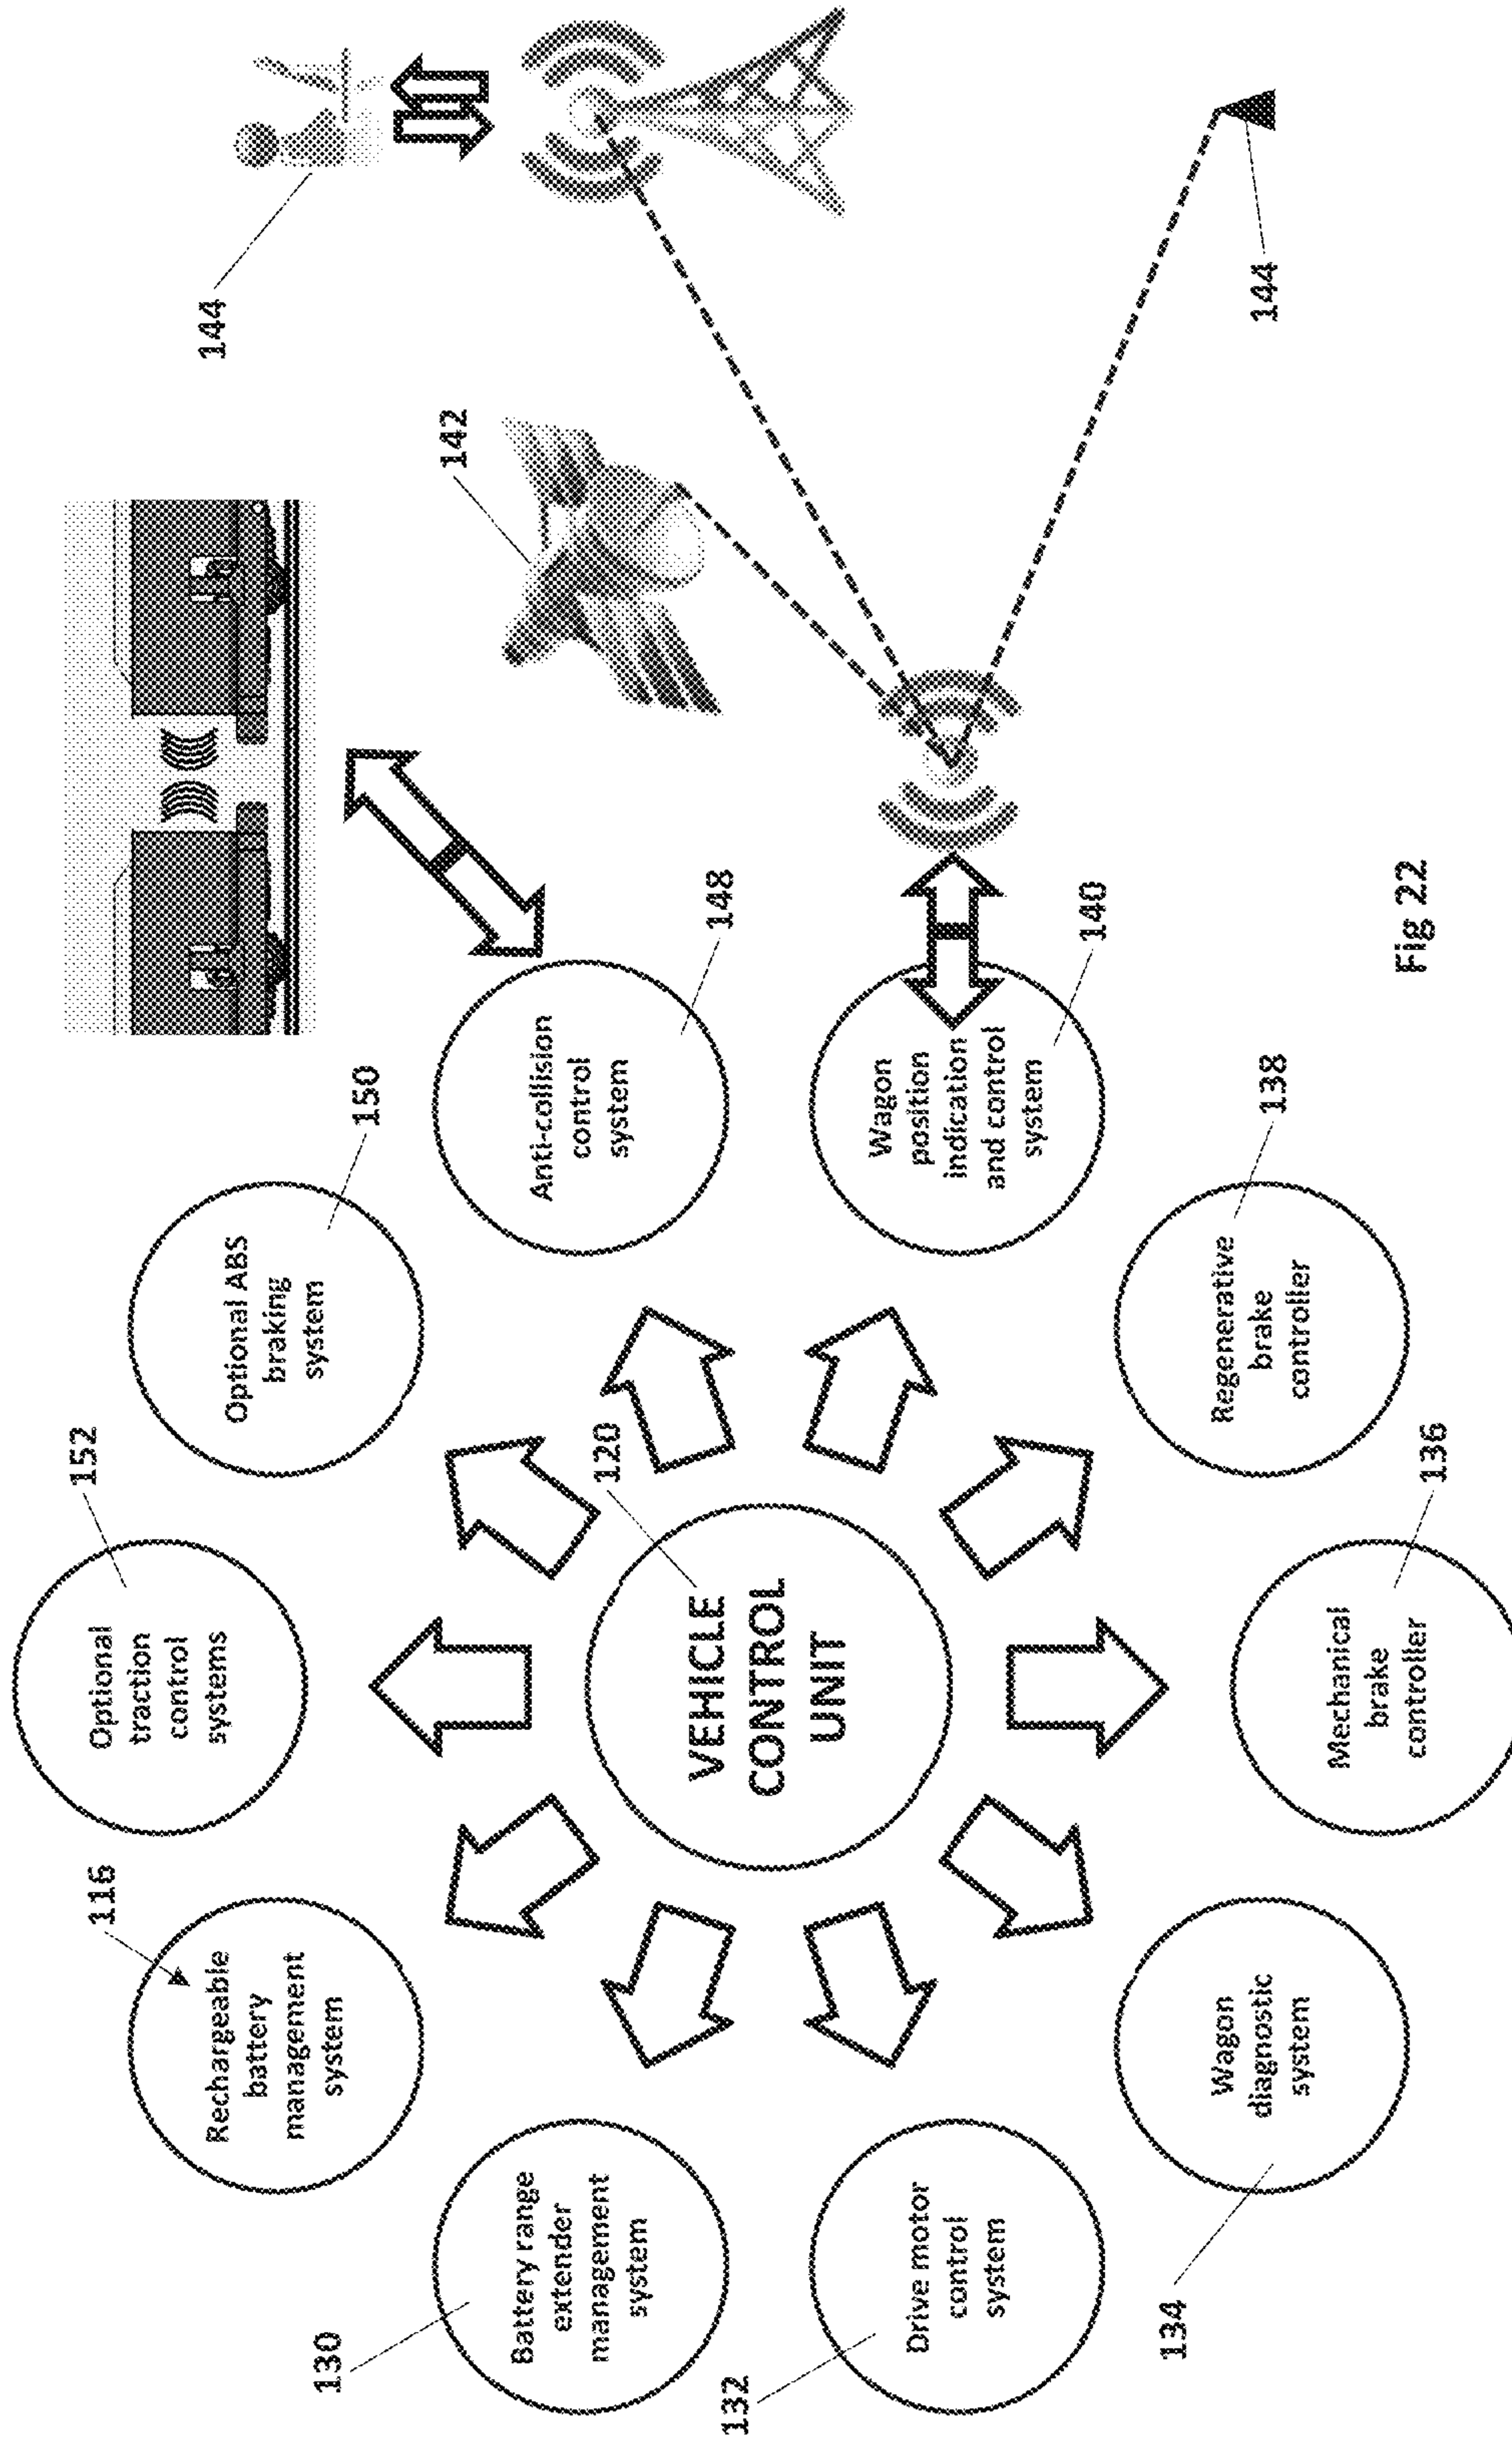 116
Rechargeable
battery
management
system
152
Optional
traction
control
systems
150
Optional ABS
braking
system
148
Anti-collision
control
system
142
144
130
Battery range
extender
management
system
120
VEHICLE
CONTROL
UNIT
132
Drive motor
control
system
140
Wagon
position
indication
and control
system
134
Wagon
diagnostic
system
136
Mechanical
brake
controller
138
Regenerative
brake
controller
144
Fig 22